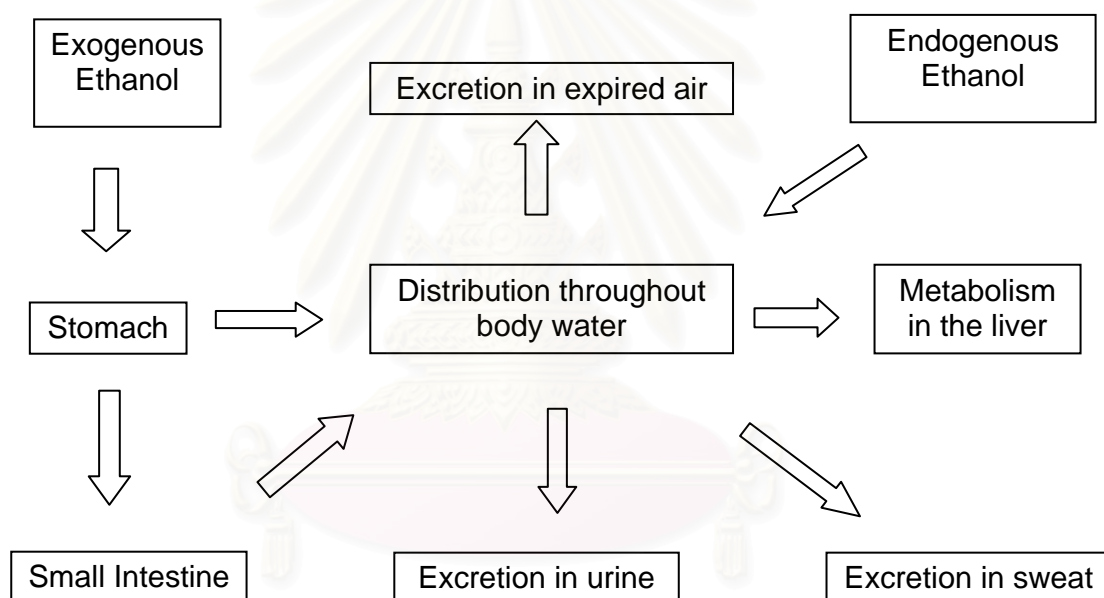 Exogenous
Ethanol
Endogenous
Ethanol
Excretion in expired air
Stomach
Distribution throughout
body water
Metabolism
in the liver
Small Intestine
Excretion in urine
Excretion in sweat